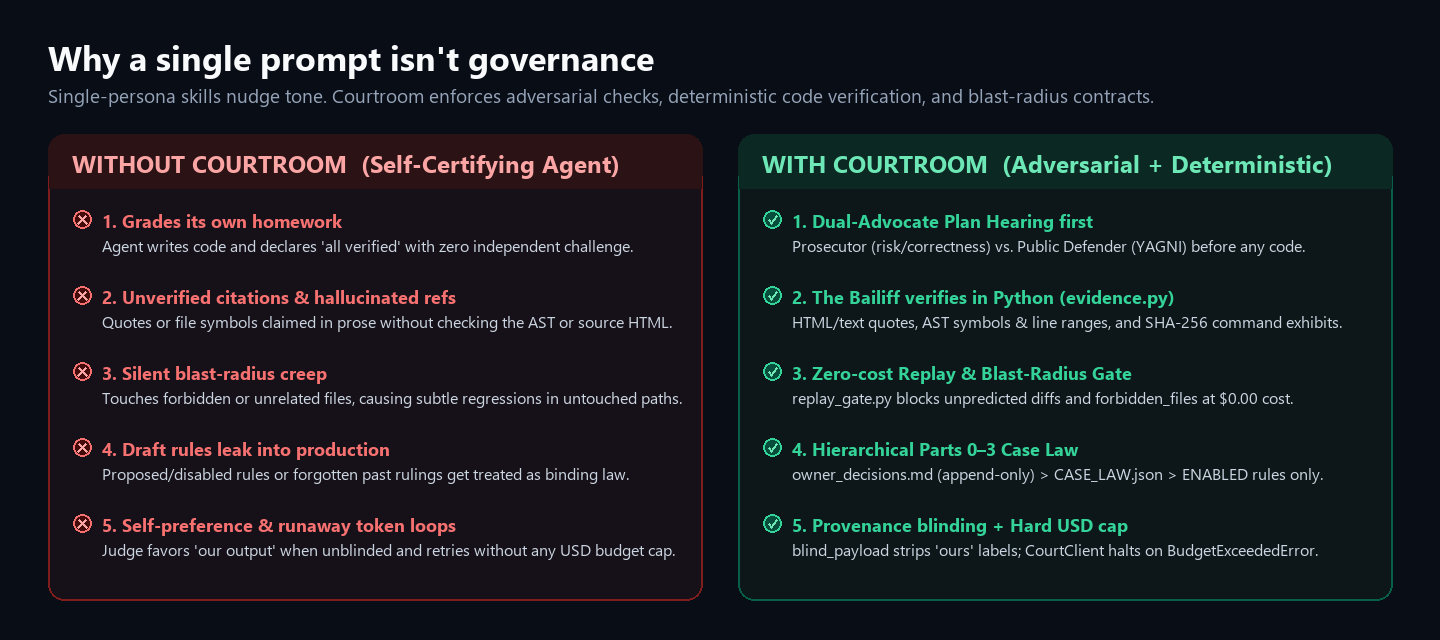 Why a single prompt isn't governance
Single-persona skills nudge tone. Courtroom enforces adversarial checks, deterministic code verification, and blast-radius contracts.
WITHOUT COURTROOM (Self-Certifying Agent)
1. Grades its own homework
Agent writes code and declares 'all verified' with zero independent challenge.
2. Unverified citations & hallucinated refs
Quotes or file symbols claimed in prose without checking the AST or source HTML.
3. Silent blast-radius creep
Touches forbidden or unrelated files, causing subtle regressions in untouched paths.
4. Draft rules leak into production
Proposed/disabled rules or forgotten past rulings get treated as binding law.
5. Self-preference & runaway token loops
Judge favors 'our output' when unblinded and retries without any USD budget cap.
WITH COURTROOM (Adversarial + Deterministic)
1. Dual-Advocate Plan Hearing first
Prosecutor (risk/correctness) vs. Public Defender (YAGNI) before any code.
2. The Bailiff verifies in Python (evidence.py)
HTML/text quotes, AST symbols & line ranges, and SHA-256 command exhibits.
3. Zero-cost Replay & Blast-Radius Gate
replay_gate.py blocks unpredicted diffs and forbidden_files at $0.00 cost.
4. Hierarchical Parts 0–3 Case Law
owner_decisions.md (append-only) > CASE_LAW.json > ENABLED rules only.
5. Provenance blinding + Hard USD cap
blind_payload strips 'ours' labels; CourtClient halts on BudgetExceededError.